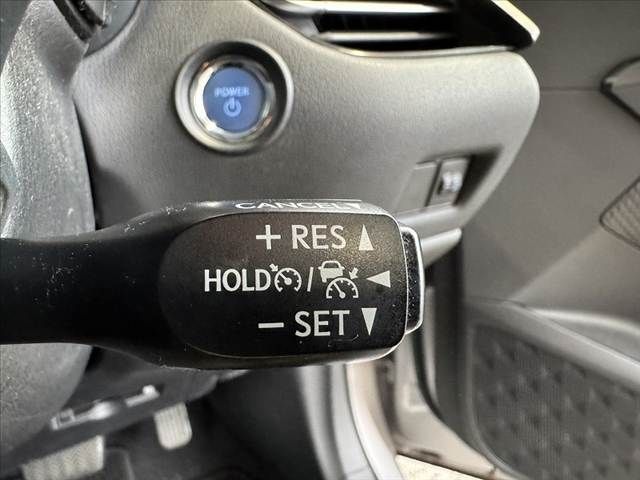 POWER
CANCEL
+ RES ▲
HOLD / ◄
− SET ▼